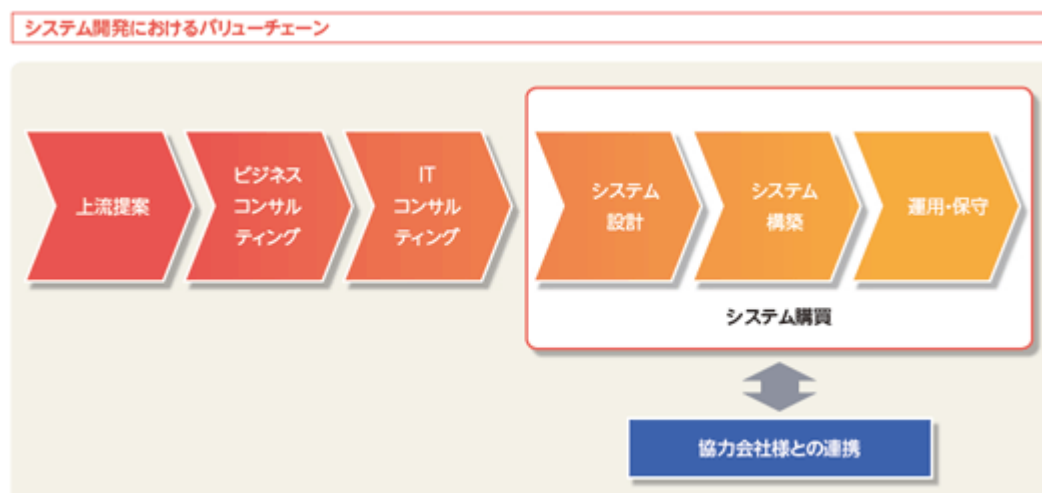 システム開発におけるバリューチェーン
上流提案
ビジネス
コンサル
ティング
IT
コンサル
ティング
システム
設計
システム
構築
運用・保守
システム購買
協力会社様との連携